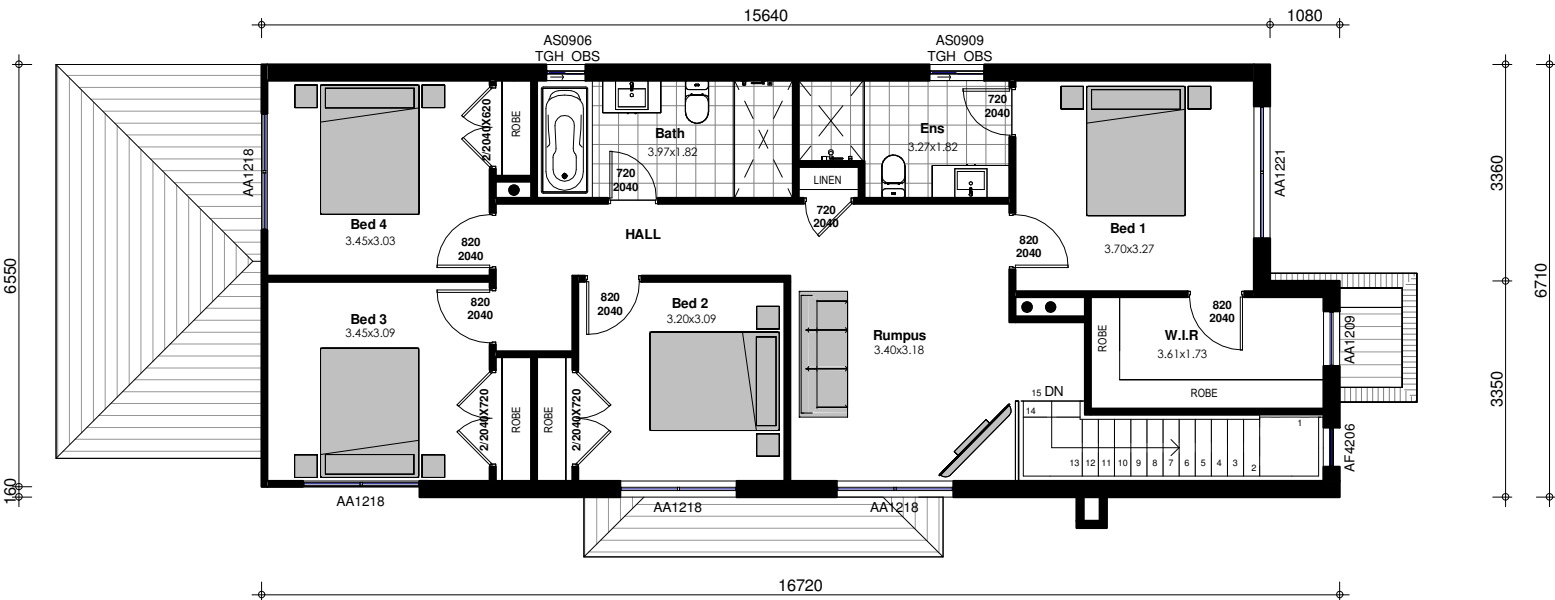 15640
1080
AS0906
TGH OBS
AS0909
TGH OBS
6550
160
3360
3350
6710
AA1218
2/2040X620
ROBE
Bath
3.97x1.82
720
2040
Ens
3.27x1.82
720
2040
LINEN
720
2040
AA1221
Bed 4
3.45x3.03
820
2040
HALL
820
2040
Bed 1
3.70x3.27
Bed 3
3.45x3.09
820
2040
820
2040
Bed 2
3.20x3.09
Rumpus
3.40x3.18
ROBE
W.I.R
3.61x1.73
820
2040
ROBE
AA1209
2/2040X720
ROBE
ROBE
2/2040X720
15 DN
14
13 12 11 10 9 8 7 6 5 4 3 2
1
AF4206
AA1218
AA1218
AA1218
16720